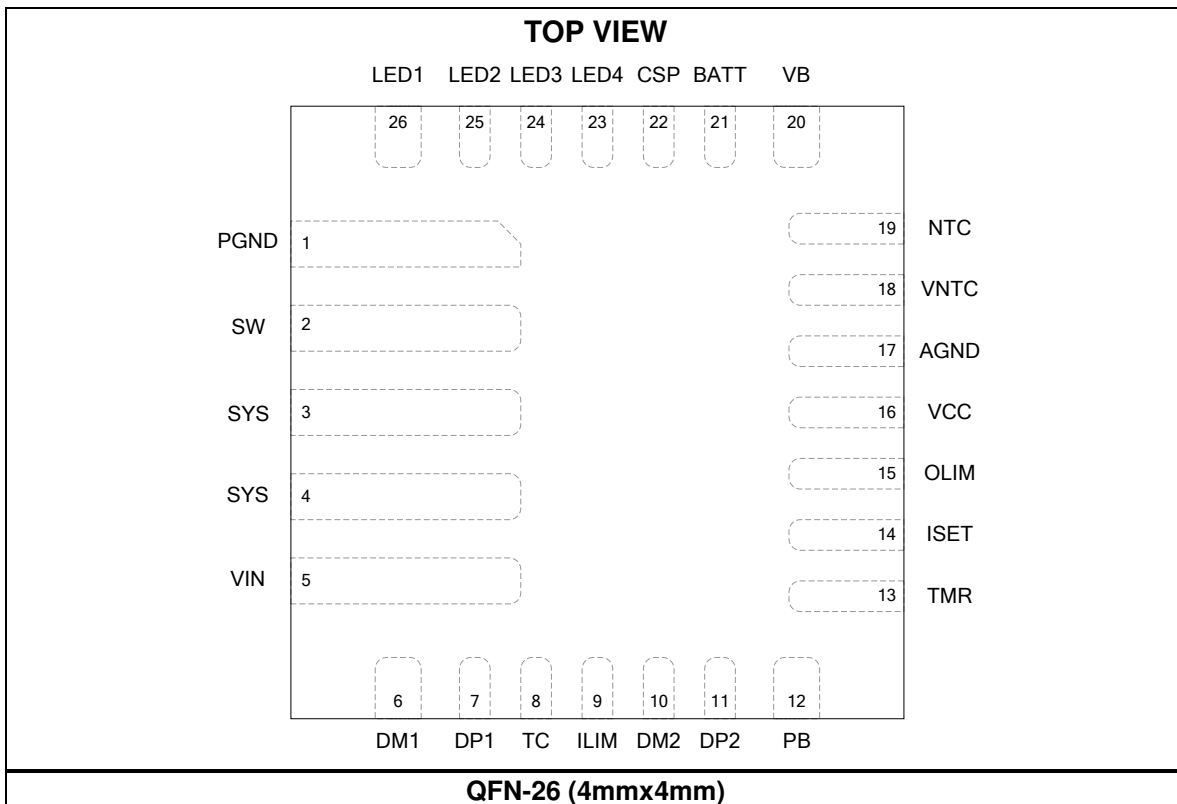 TOP VIEW
LED1 LED2 LED3 LED4 CSP BATT VB
26 25 24 23 22 21 20
PGND 1
19 NTC
18 VNTC
SW 2
17 AGND
SYS 3
16 VCC
15 OLIM
SYS 4
14 ISET
VIN 5
13 TMR
6 7 8 9 10 11 12
DM1 DP1 TC ILIM DM2 DP2 PB
QFN-26 (4mmx4mm)